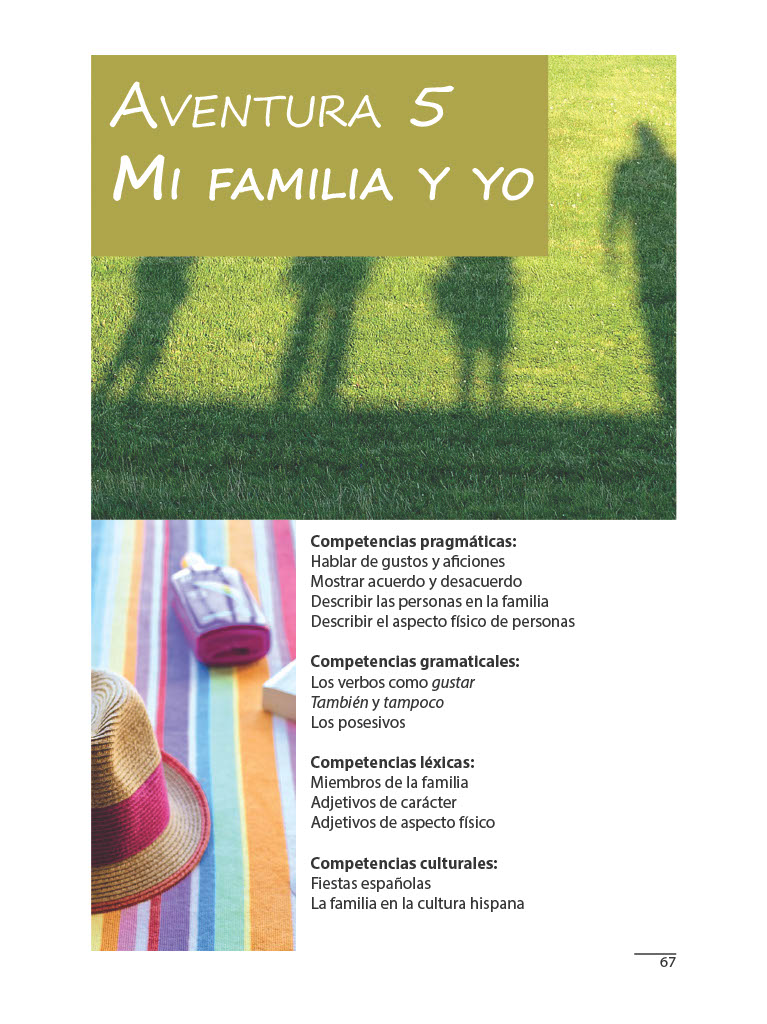 AVENTURA 5
MI FAMILIA Y YO
Competencias pragmáticas:
Hablar de gustos y aficiones
Mostrar acuerdo y desacuerdo
Describir las personas en la familia
Describir el aspecto físico de personas
Competencias gramaticales:
Los verbos como gustar
También y tampoco
Los posesivos
Competencias léxicas:
Miembros de la familia
Adjetivos de carácter
Adjetivos de aspecto físico
Competencias culturales:
Fiestas españolas
La familia en la cultura hispana
67